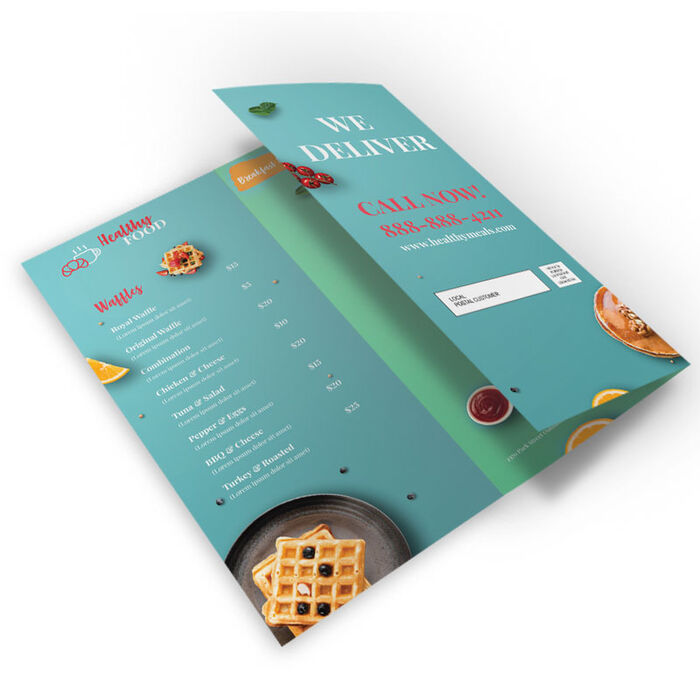 Healthy
FOOD
Waffles
Royal Waffle $15
(Lorem ipsum dolor sit amet)
Original Waffle $5
(Lorem ipsum dolor sit amet)
Combination $20
(Lorem ipsum dolor sit amet)
Chicken & Cheese $10
(Lorem ipsum dolor sit amet)
Tuna & Salad $20
(Lorem ipsum dolor sit amet)
Pepper & Eggs $15
(Lorem ipsum dolor sit amet)
BBQ & Cheese $20
(Lorem ipsum dolor sit amet)
Turkey & Roasted $25
(Lorem ipsum dolor sit amet)
Breakfast
WE
DELIVER
CALL NOW!
888-888-4211
www.healthymeals.com
LOCAL
POSTAL CUSTOMER
Park Street